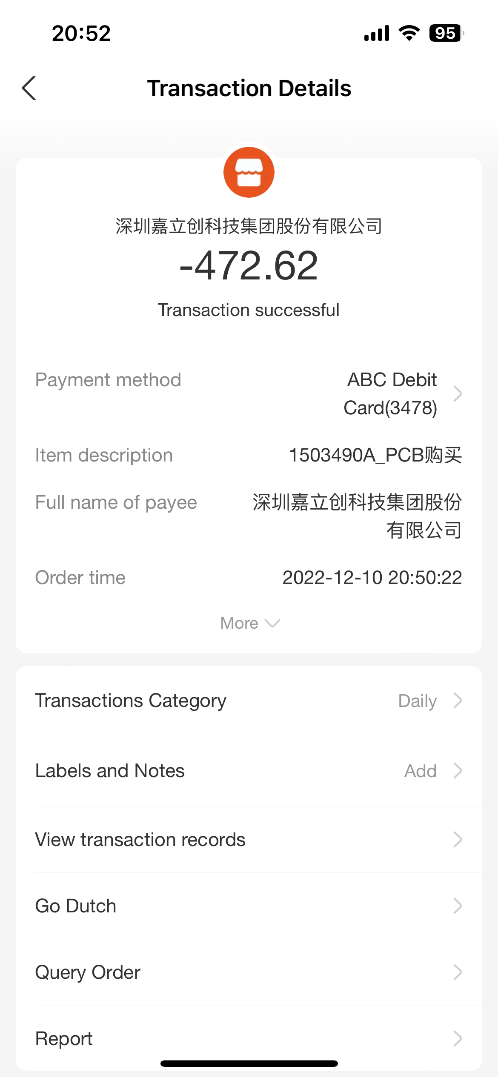 20:52
95
Transaction Details
深圳嘉立创科技集团股份有限公司
-472.62
Transaction successful
Payment method
ABC Debit
Card(3478)
Item description
1503490A_PCB购买
Full name of payee
深圳嘉立创科技集团股份
有限公司
Order time
2022-12-10 20:50:22
More
Transactions Category
Daily
Labels and Notes
Add
View transaction records
Go Dutch
Query Order
Report